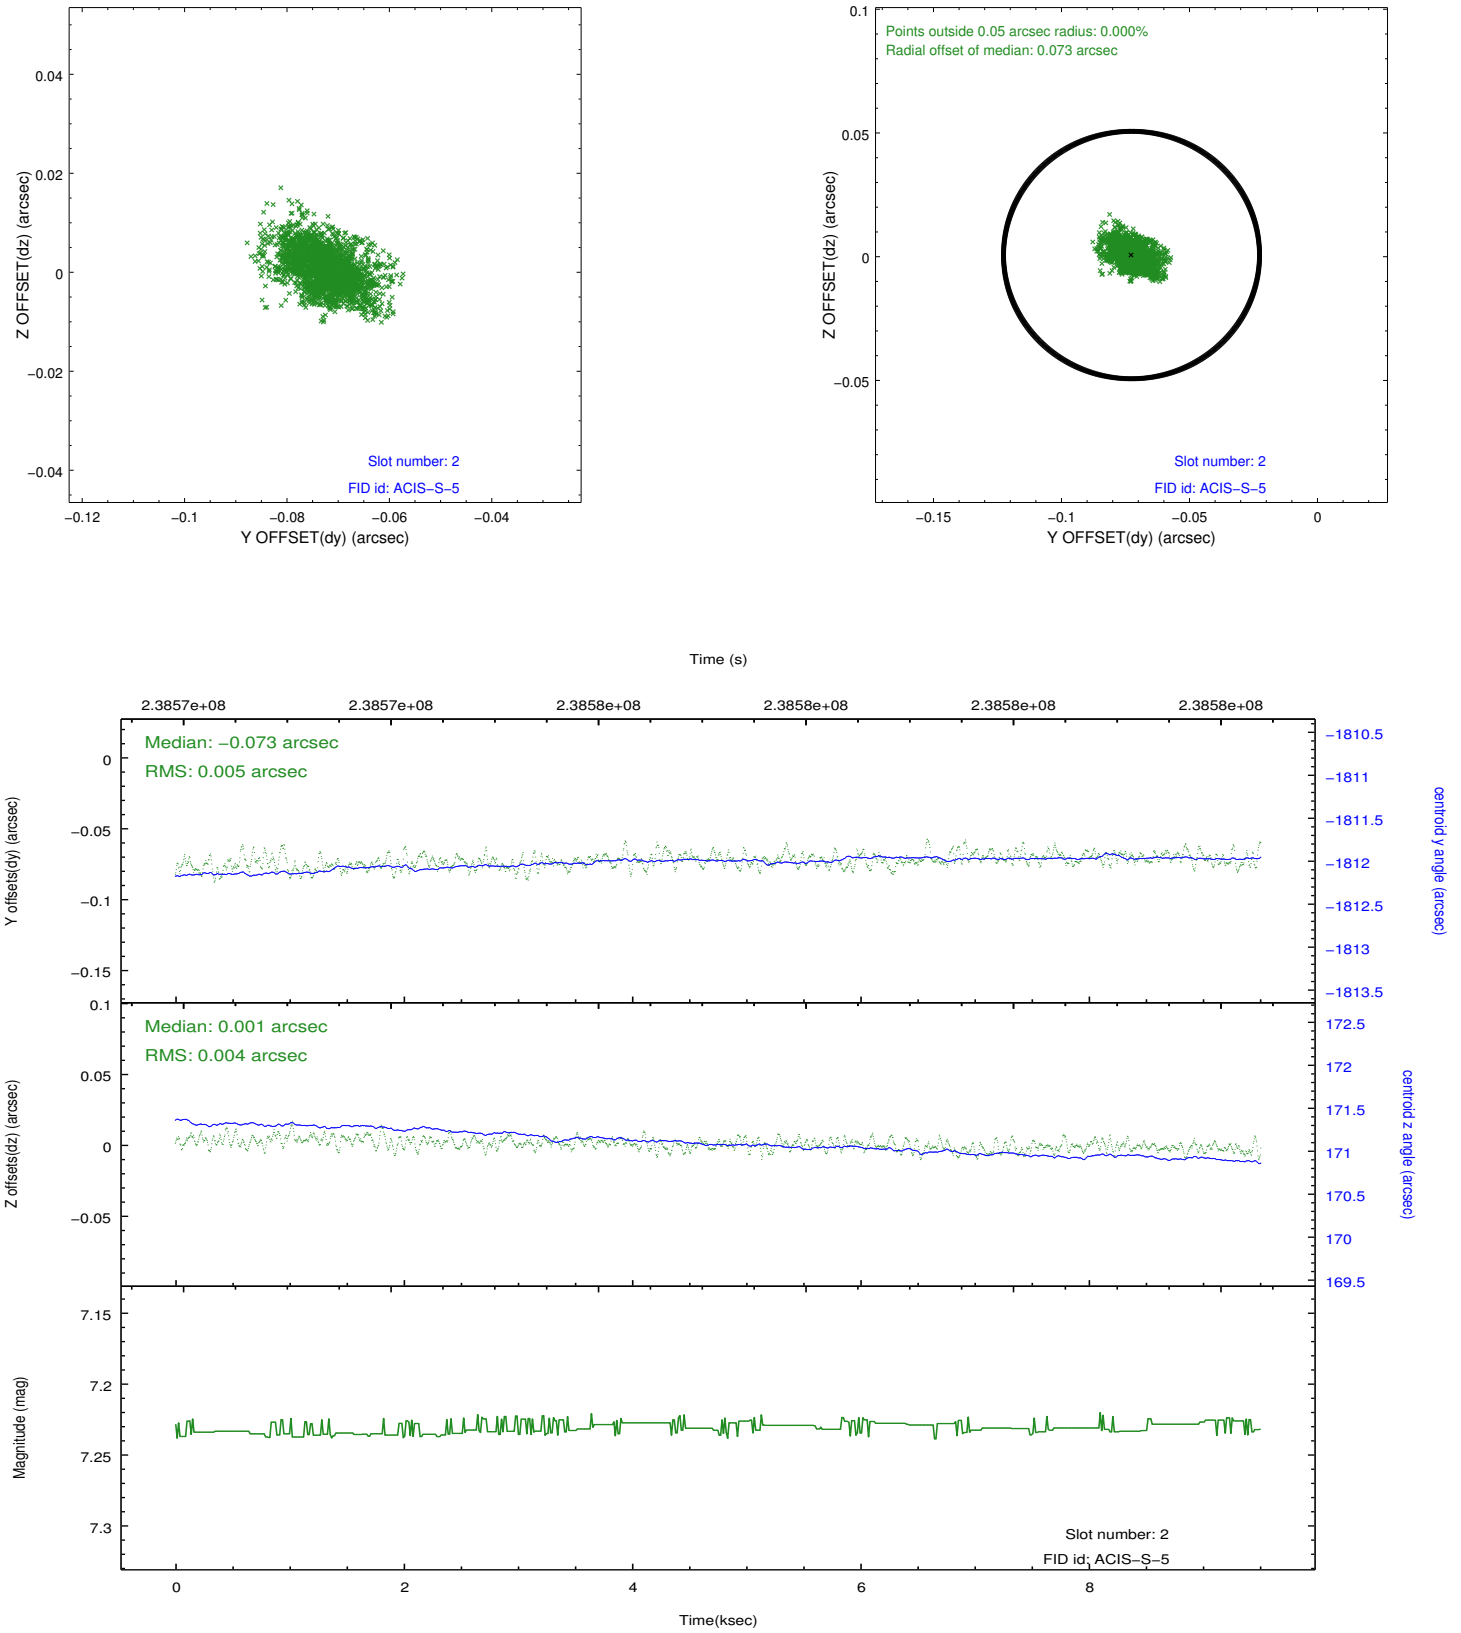 0.04
0.02
0
−0.02
−0.04
Z OFFSET(dz) (arcsec)
Slot number: 2
FID id: ACIS−S−5
−0.12
−0.1
−0.08
−0.06
−0.04
Y OFFSET(dy) (arcsec)
0.1
0.05
0
−0.05
Z OFFSET(dz) (arcsec)
Points outside 0.05 arcsec radius: 0.000%
Radial offset of median: 0.073 arcsec
Slot number: 2
FID id: ACIS−S−5
−0.15
−0.1
−0.05
0
Y OFFSET(dy) (arcsec)
Time (s)
2.3857e+08
2.3857e+08
2.3858e+08
2.3858e+08
2.3858e+08
2.3858e+08
Median: −0.073 arcsec
RMS: 0.005 arcsec
0
−0.05
−0.1
−0.15
Y offsets(dy) (arcsec)
−1810.5
−1811
−1811.5
−1812
−1812.5
−1813
−1813.5
centroid y angle (arcsec)
Median: 0.001 arcsec
RMS: 0.004 arcsec
0.1
0.05
0
−0.05
Z offsets(dz) (arcsec)
172.5
172
171.5
171
170.5
170
169.5
centroid z angle (arcsec)
7.15
7.2
7.25
7.3
Magnitude (mag)
Slot number: 2
FID id: ACIS−S−5
0
2
4
6
8
Time(ksec)